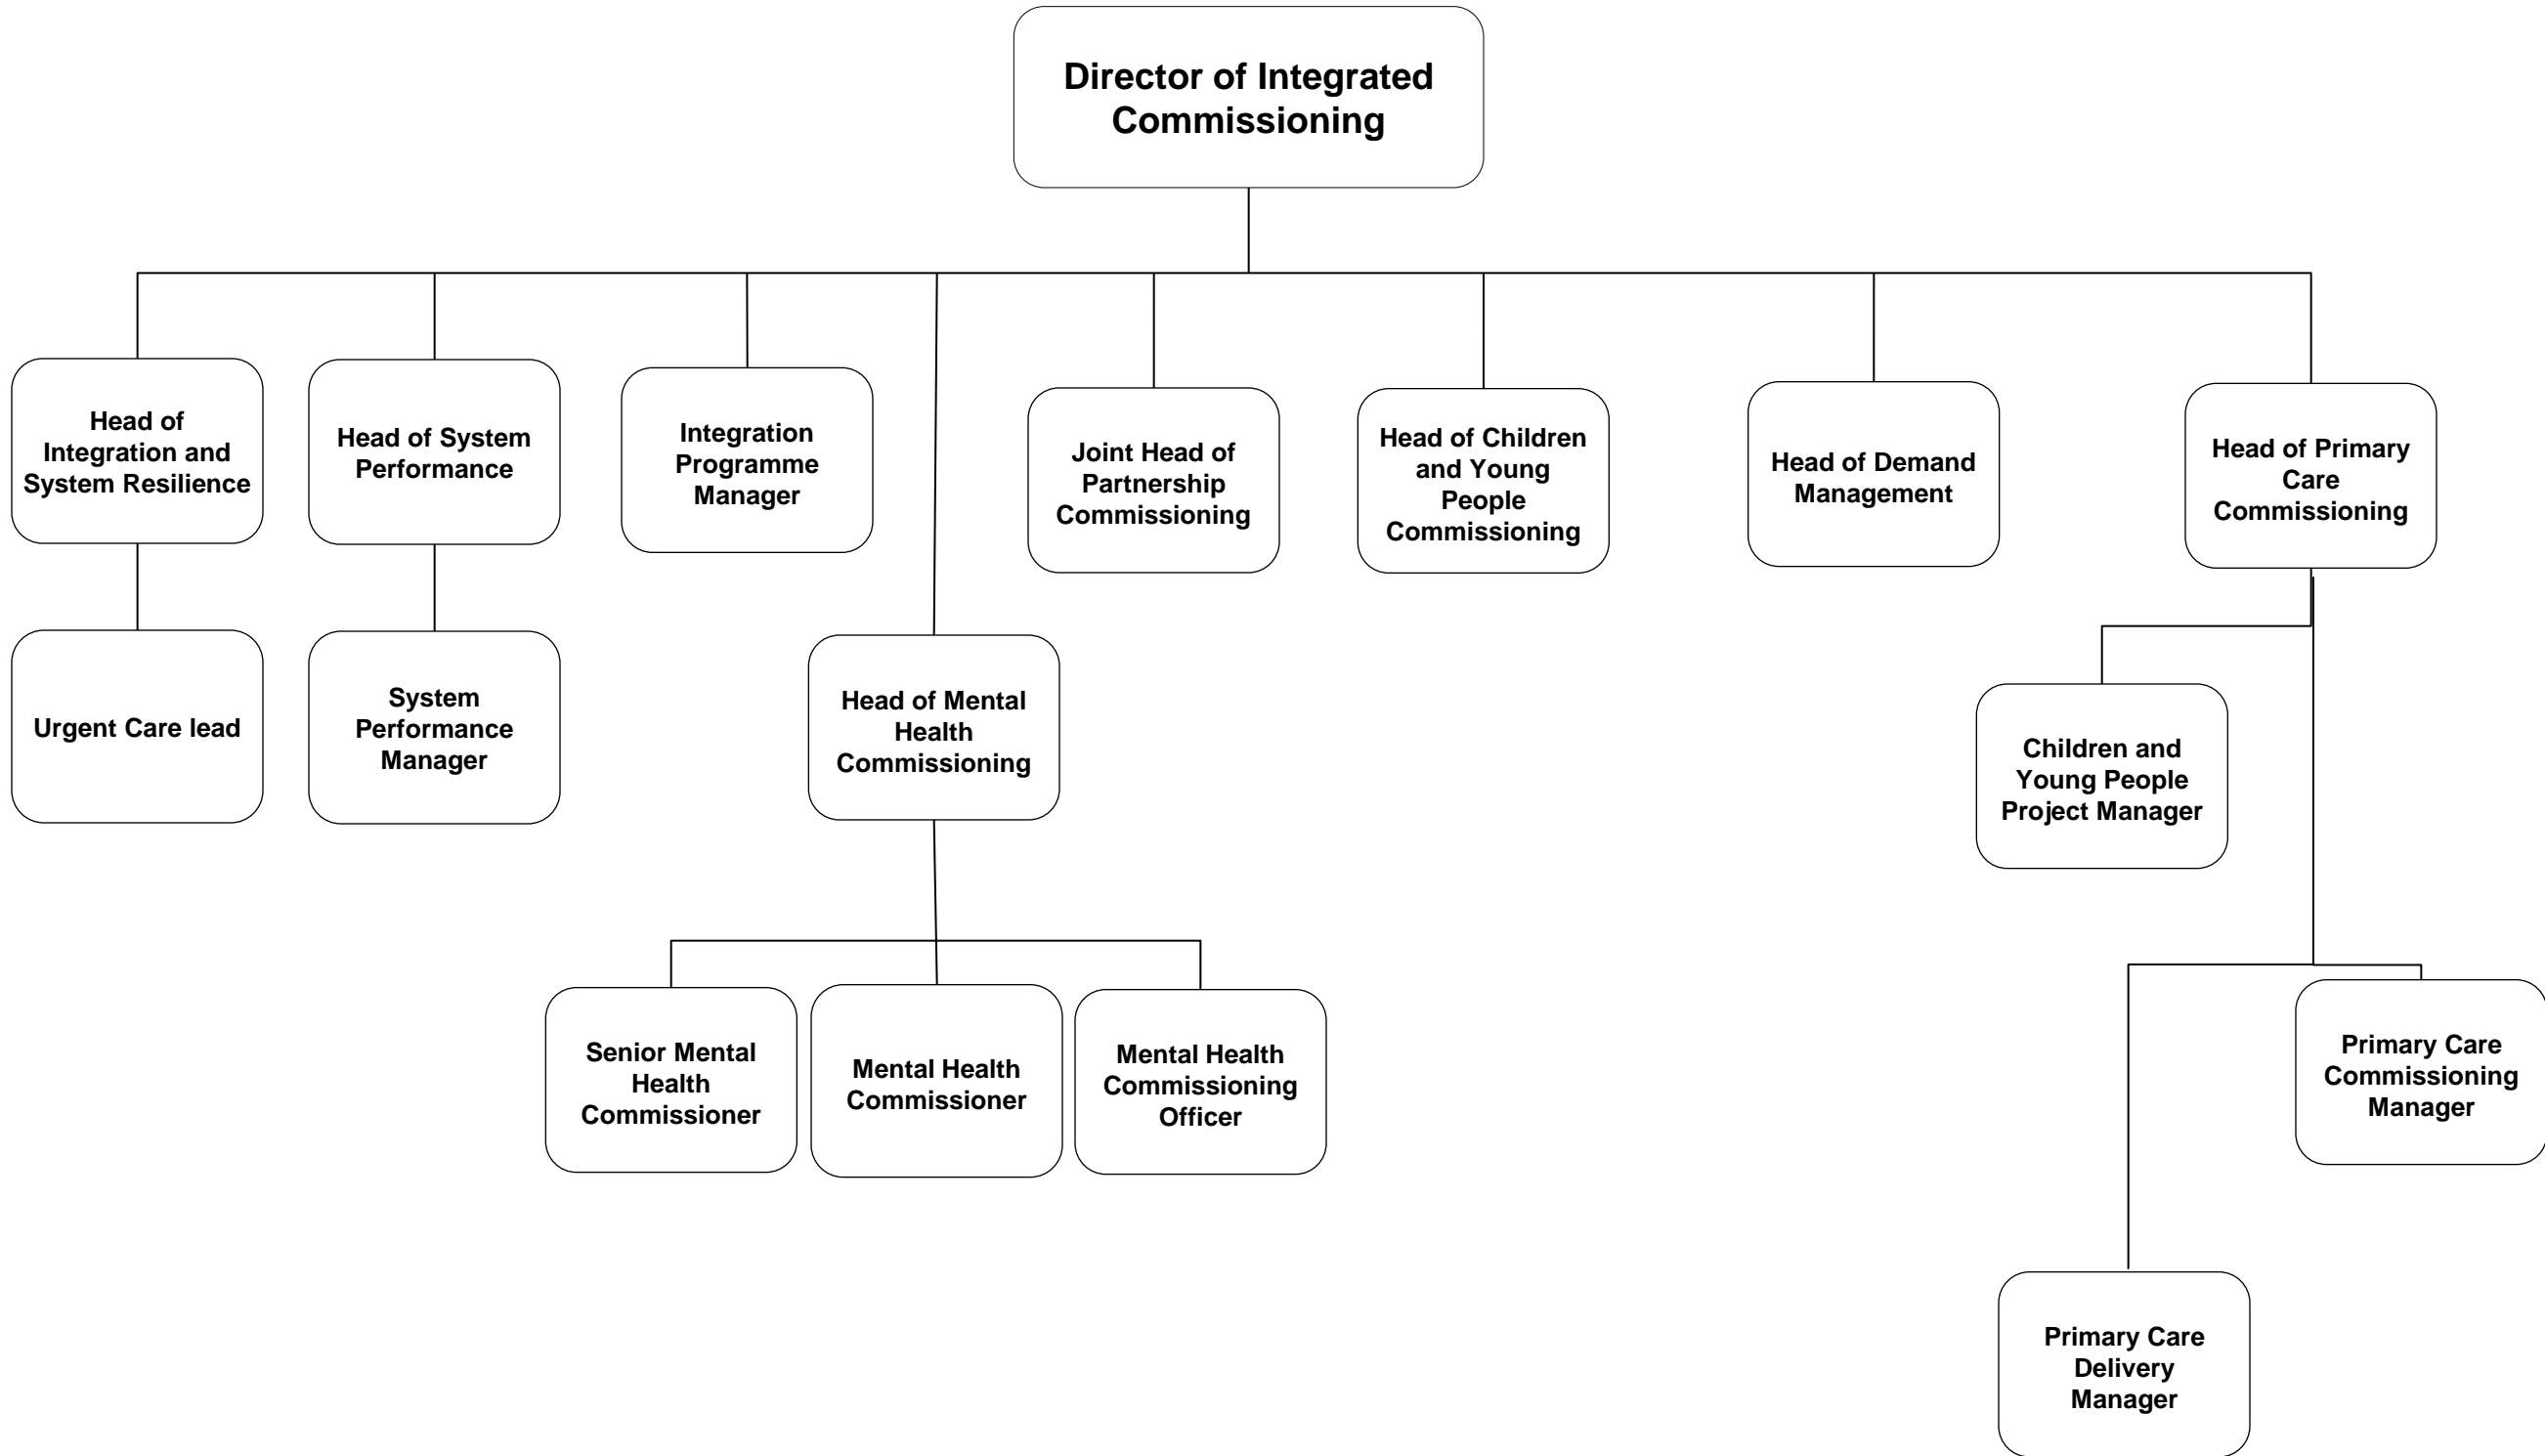 Director of Integrated
Commissioning
Head of
Integration and
System Resilience
Head of System
Performance
Integration
Programme
Manager
Joint Head of
Partnership
Commissioning
Head of Children
and Young
People
Commissioning
Head of Demand
Management
Head of Primary
Care
Commissioning
Urgent Care lead
System
Performance
Manager
Head of Mental
Health
Commissioning
Children and
Young People
Project Manager
Senior Mental
Health
Commissioner
Mental Health
Commissioner
Mental Health
Commissioning
Officer
Primary Care
Commissioning
Manager
Primary Care
Delivery
Manager